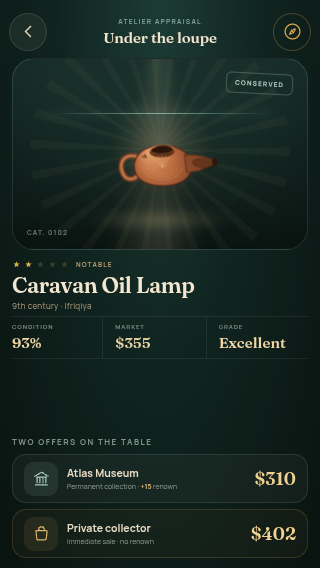 ATELIER APPRAISAL
Under the loupe
CONSERVED
CAT. 0102
NOTABLE
Caravan Oil Lamp
9th century · Ifriqiya
CONDITION MARKET GRADE
93% $355 Excellent
TWO OFFERS ON THE TABLE
Atlas Museum
Permanent collection · +15 renown
$310
Private collector
Immediate sale · no renown
$402